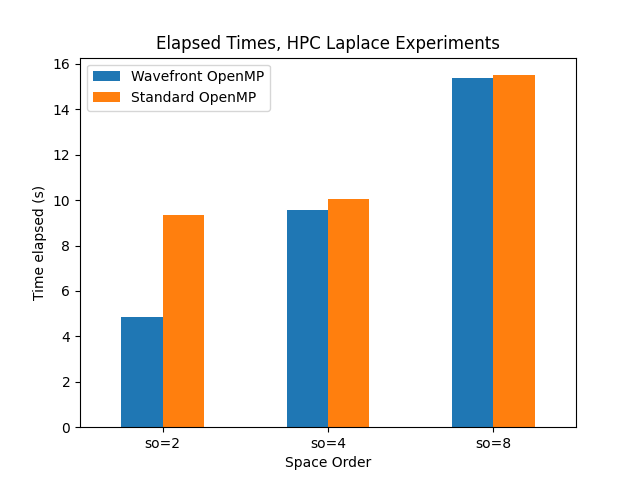 Elapsed Times, HPC Laplace Experiments
Wavefront OpenMP
Standard OpenMP
16
14
12
10
8
6
4
2
0
Time elapsed (s)
so=2
so=4
so=8
Space Order